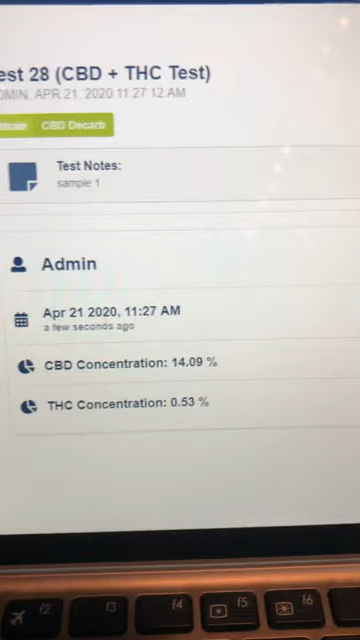 est 28 (CBD + THC Test)
DMIN, APR 21, 2020 11 27 12 AM
CBD Decarb
Test Notes:
sample 1
Admin
Apr 21 2020, 11:27 AM
a few seconds ago
CBD Concentration: 14.09 %
THC Concentration: 0.53 %
f2 f3 f4 f5 f6